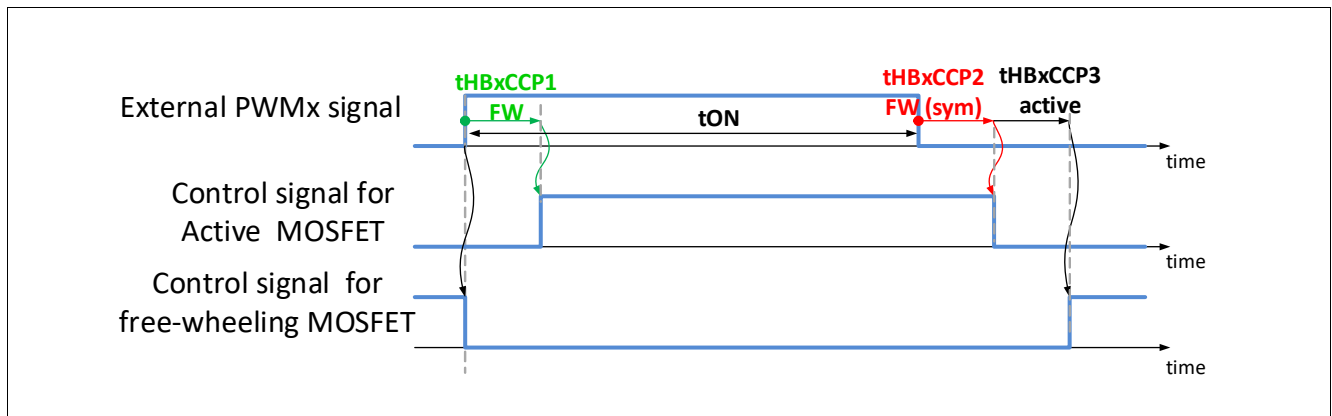 tHBxCCP1
FW
tHBxCCP2
FW (sym)
tHBxCCP3
active
External PWMx signal
tON
time
Control signal for
Active MOSFET
time
Control signal for
free-wheeling MOSFET
time